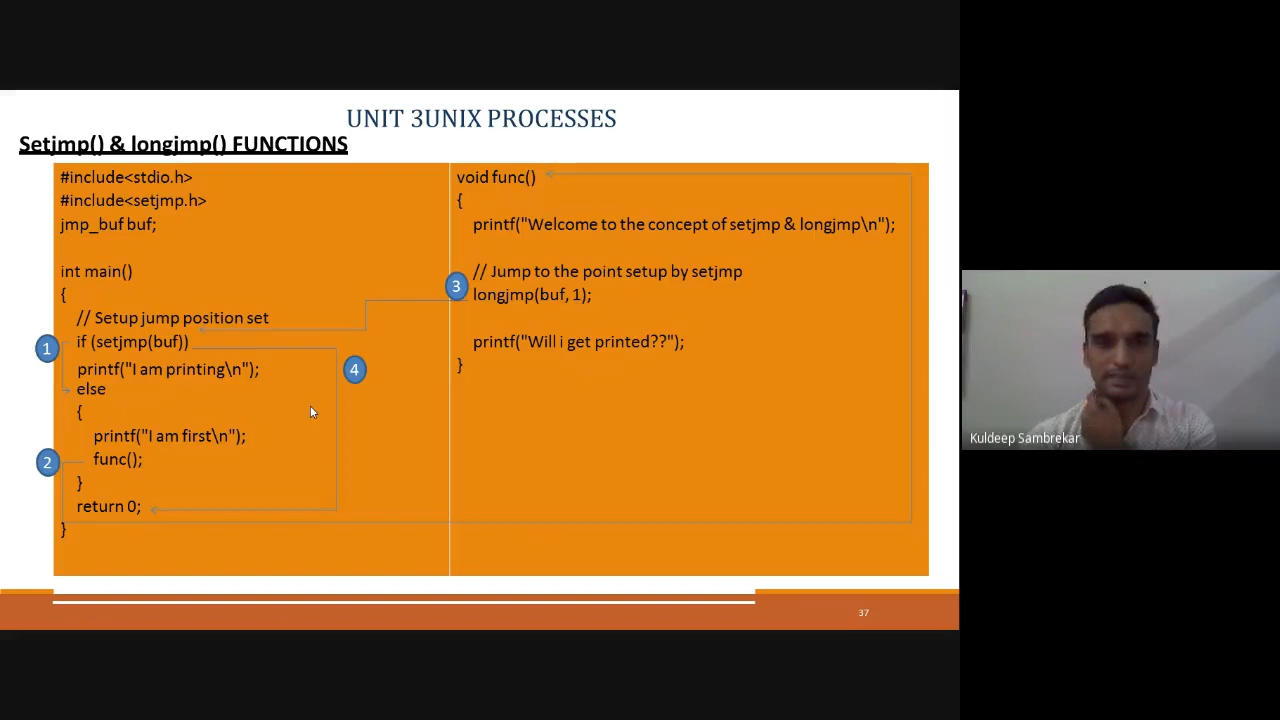 UNIT 3UNIX PROCESSES
Setjmp() & longjmp() FUNCTIONS
#include<stdio.h>
#include<setjmp.h>
jmp_buf buf;
int main()
{
// Setup jump position set
1
if (setjmp(buf))
printf("I am printing\n");
4
else
{
printf("I am first\n");
2
func();
}
return 0;
}
void func()
{
printf("Welcome to the concept of setjmp & longjmp\n");
// Jump to the point setup by setjmp
3
longjmp(buf, 1);
printf("Will i get printed??");
}
37
Kuldeep Sambrekar